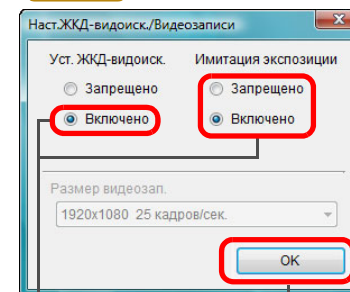 Наст.ЖКД-видоиск./Видеозаписи
Уст. ЖКД-видоиск. Имитация экспозиции
Запрещено Запрещено
Включено Включено
Размер видеозап.
1920x1080 25 кадров/сек.
OK